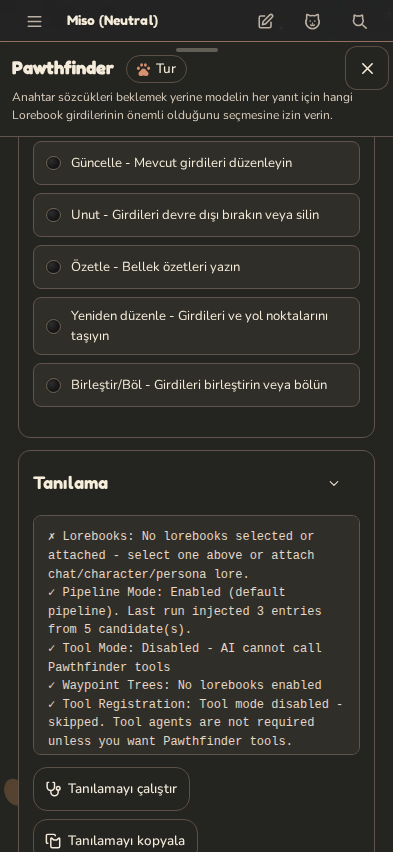 Miso (Neutral)
Pawthfinder
Tur
Anahtar sözcükleri beklemek yerine modelin her yanıt için hangi
Lorebook girdilerinin önemli olduğunu seçmesine izin verin.
Güncelle - Mevcut girdileri düzenleyin
Unut - Girdileri devre dışı bırakın veya silin
Özetle - Bellek özetleri yazın
Yeniden düzenle - Girdileri ve yol noktalarını
taşıyın
Birleştir/Böl - Girdileri birleştirin veya bölün
Tanılama
✗ Lorebooks: No lorebooks selected or
attached - select one above or attach
chat/character/persona lore.
✓ Pipeline Mode: Enabled (default
pipeline). Last run injected 3 entries
from 5 candidate(s).
✓ Tool Mode: Disabled - AI cannot call
Pawthfinder tools
✓ Waypoint Trees: No lorebooks enabled
✓ Tool Registration: Tool mode disabled -
skipped. Tool agents are not required
unless you want Pawthfinder tools.
Tanılamayı çalıştır
Tanılamayı kopyala